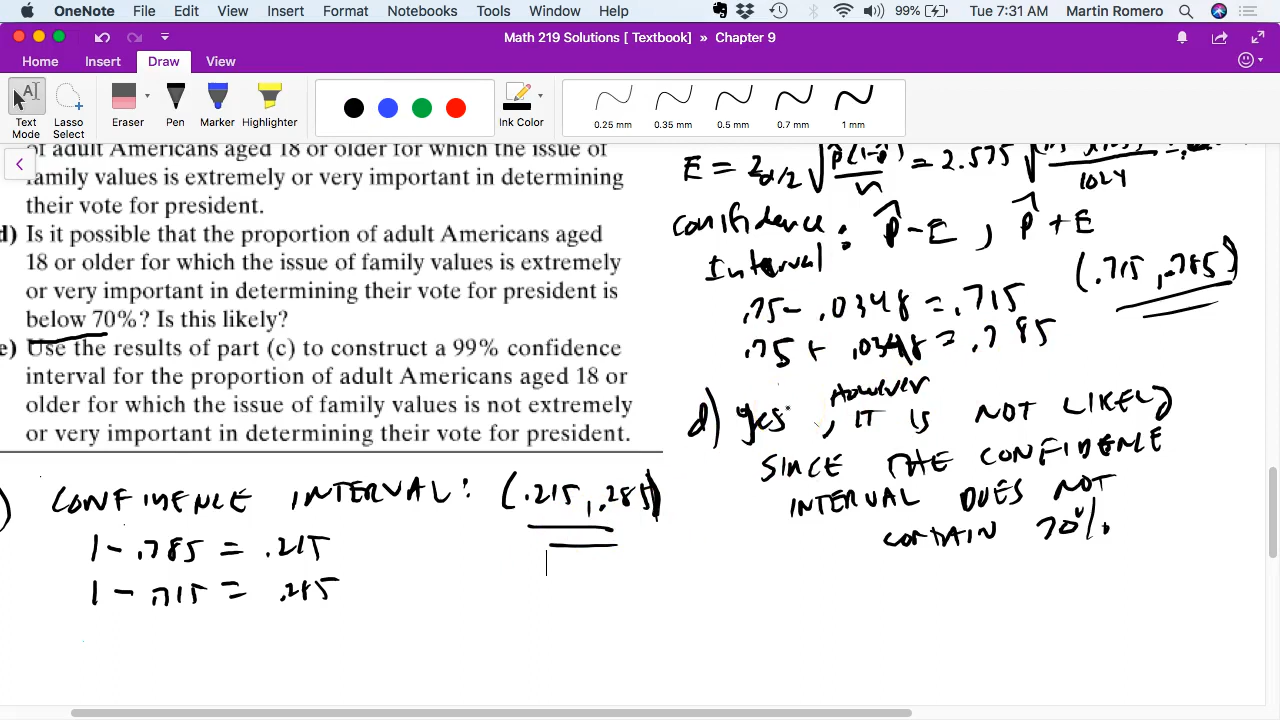 OneNote File Edit View Insert Format Notebooks Tools Window Help 99% Tue 7:31 AM Martin Romero
Math 219 Solutions [ Textbook] » Chapter 9
Home Insert Draw View
Text Mode
Lasso Select
Eraser Pen Marker Highlighter
Ink Color
0.25 mm 0.35 mm 0.5 mm 0.7 mm 1 mm
of adult Americans aged 18 or older for which the issue of
family values is extremely or very important in determining
their vote for president.
d) Is it possible that the proportion of adult Americans aged
18 or older for which the issue of family values is extremely
or very important in determining their vote for president is
below 70%? Is this likely?
e) Use the results of part (c) to construct a 99% confidence
interval for the proportion of adult Americans aged 18 or
older for which the issue of family values is not extremely
or very important in determining their vote for president.
) CONFIDENCE INTERVAL: (.215, .285)
1 - .785 = .215
1 - .715 = .285
E = Zα/2 √p̂(1-p̂)/n = 2.575 √ /1024
Confidence Interval : p̂-E , p̂+E
(.715, .785)
.75 - .0348 = .715
.75 + .0348 = .785
d) yes, However IT IS NOT LIKELY
SINCE THE CONFIDENCE
INTERVAL DOES NOT
CONTAIN 70%